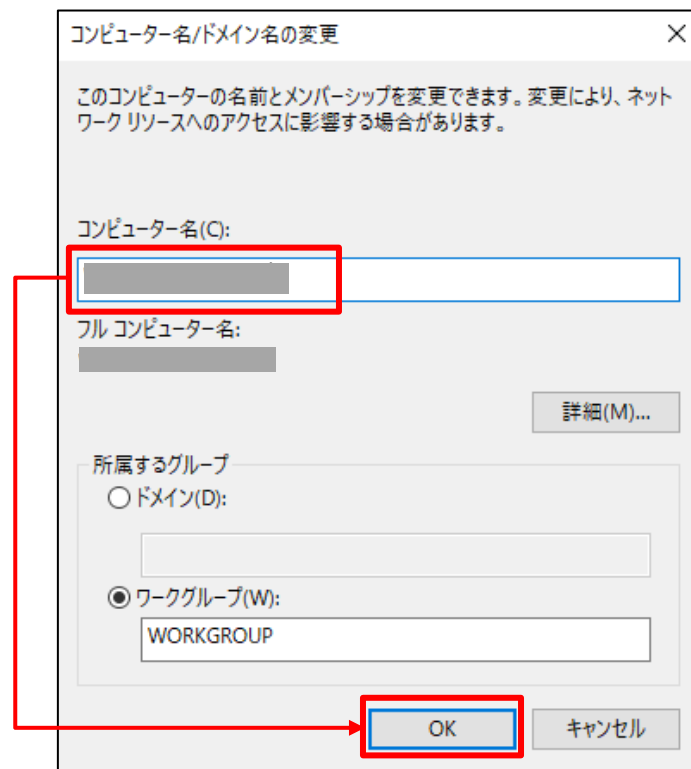 コンピューター名/ドメイン名の変更
このコンピューターの名前とメンバーシップを変更できます。変更により、ネット
ワーク リソースへのアクセスに影響する場合があります。
コンピューター名(C):
フル コンピューター名:
詳細(M)...
所属するグループ
ドメイン(D):
ワークグループ(W):
WORKGROUP
OK
キャンセル